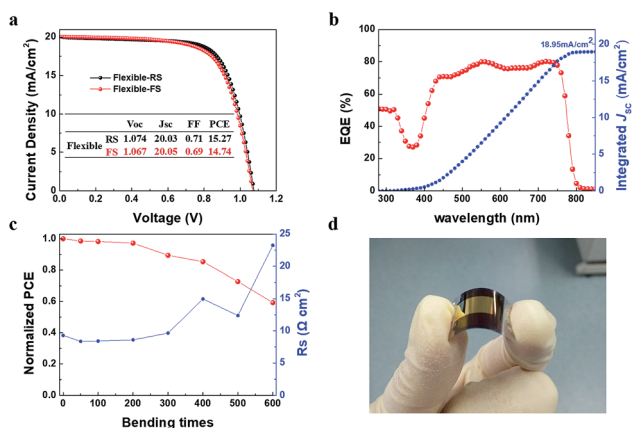 a
Current Density (mA/cm²)
20
15
10
5
0
Flexible-RS
Flexible-FS
Voc Jsc FF PCE
Flexible
RS 1.074 20.03 0.71 15.27
FS 1.067 20.05 0.69 14.74
0.0 0.2 0.4 0.6 0.8 1.0 1.2
Voltage (V)
b
EQE (%)
100
80
60
40
20
0
18.95mA/cm²
20
15
10
5
0
Integrated JSC (mA/cm²)
300 400 500 600 700 800
wavelength (nm)
c
Normalized PCE
1.0
0.8
0.6
0.4
0.2
0.0
25
20
15
10
5
0
Rs (Ω cm²)
0 100 200 300 400 500 600
Bending times
d